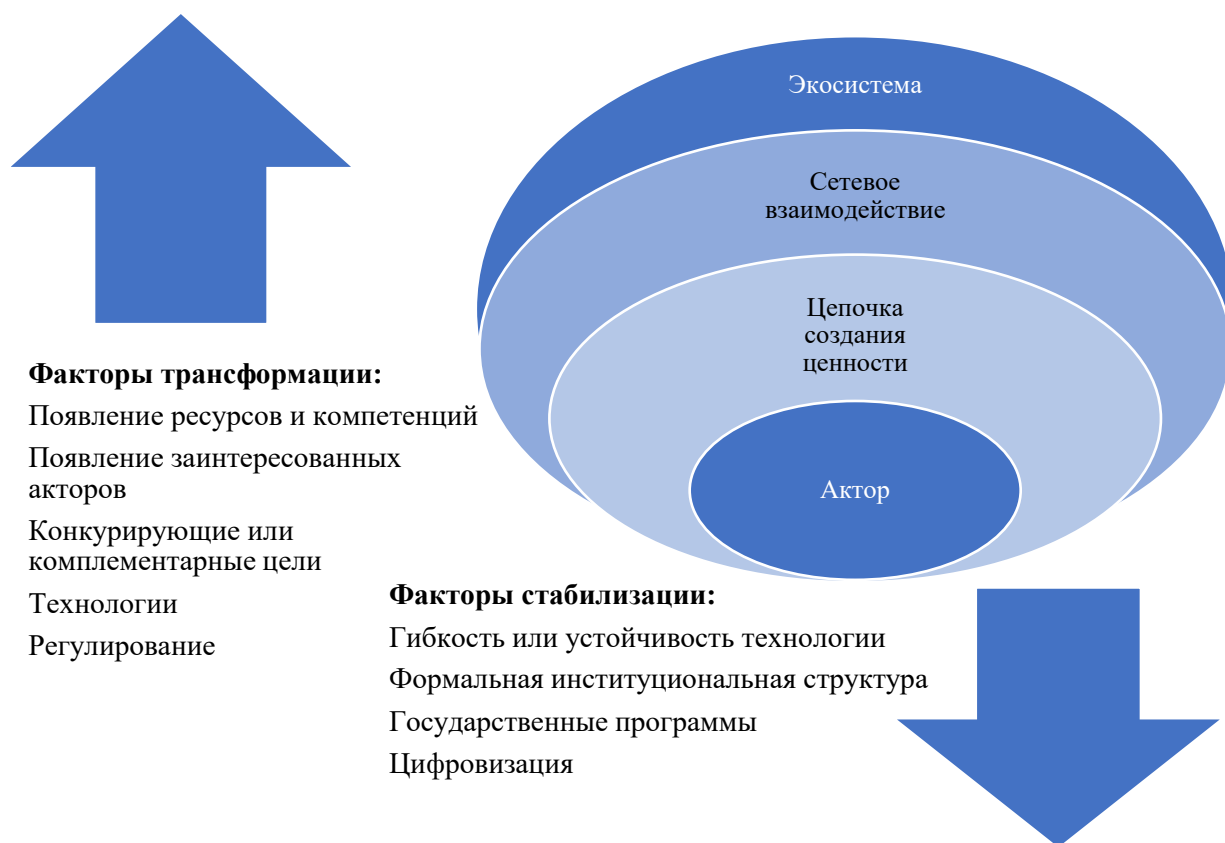 Экосистема
Сетевое
взаимодействие
Цепочка
создания
ценности
Актор
Факторы трансформации:
Появление ресурсов и компетенций
Появление заинтересованных
акторов
Конкурирующие или
комплементарные цели
Технологии
Регулирование
Факторы стабилизации:
Гибкость или устойчивость технологии
Формальная институциональная структура
Государственные программы
Цифровизация